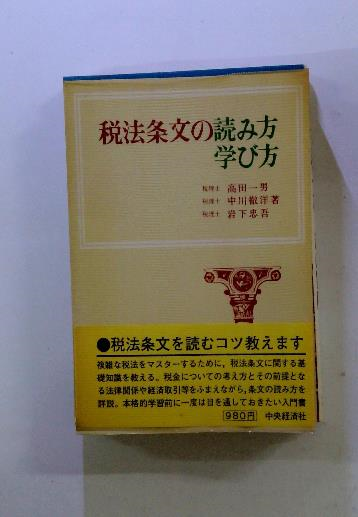 税法条文の読み方
学び方
税理士 高田一男
税理士 中川徹洋著
税理士 岩下忠吾
●税法条文を読むコツ教えます
複雑な税法をマスターするために，税法条文に関する基
礎知識を教える。税金についての考え方とその前提とな
る法律関係や経済取引等をふまえながら，条文の読み方を
詳説。本格的学習前に一度は目を通しておきたい入門書
980円 中央経済社